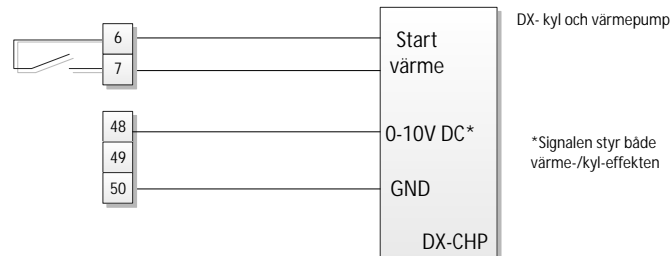 6
7
48
49
50
Start
värme
0-10V DC*
GND
DX-CHP
DX- kyl och värmepump
*Signalen styr både
värme-/kyl-effekten